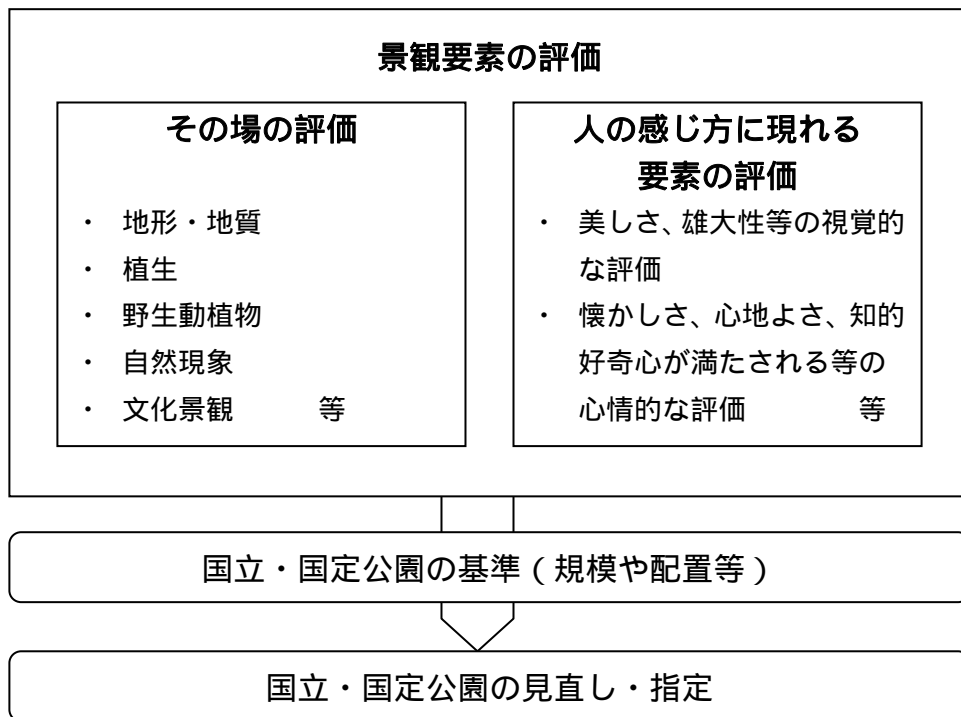 景観要素の評価
その場の評価
・ 地形・地質
・ 植生
・ 野生動植物
・ 自然現象
・ 文化景観 等
人の感じ方に現れる
要素の評価
・ 美しさ、雄大性等の視覚的
な評価
・ 懐かしさ、心地よさ、知的
好奇心が満たされる等の
心情的な評価 等
国立・国定公園の基準(規模や配置等)
国立・国定公園の見直し・指定